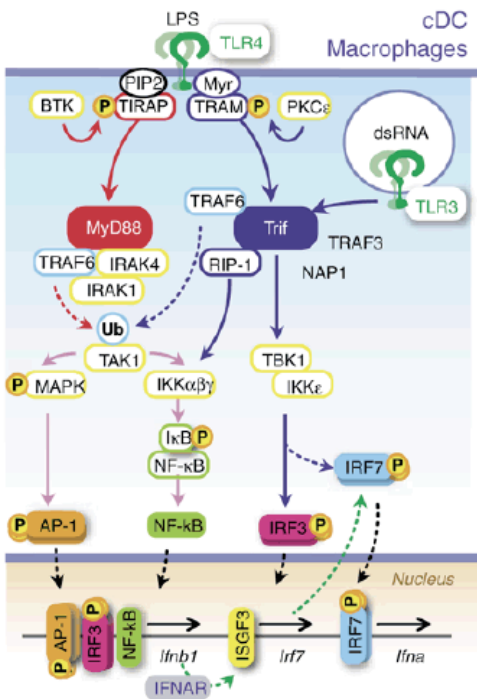 LPS
TLR4
cDC
Macrophages
PIP2
Myr
BTK
P
TIRAP
TRAM
P
PKCε
dsRNA
TLR3
TRAF6
MyD88
Trif
TRAF3
TRAF6
IRAK4
RIP-1
NAP1
IRAK1
Ub
TAK1
TBK1
P
MAPK
IKKαβγ
IKKε
IκB
P
NF-κB
IRF7
P
P
AP-1
NF-kB
IRF3
P
Nucleus
AP-1
P
P
IRF3
NF-kB
Ifnb1
ISGF3
Irf7
P
IRF7
Ifna
IFNAR